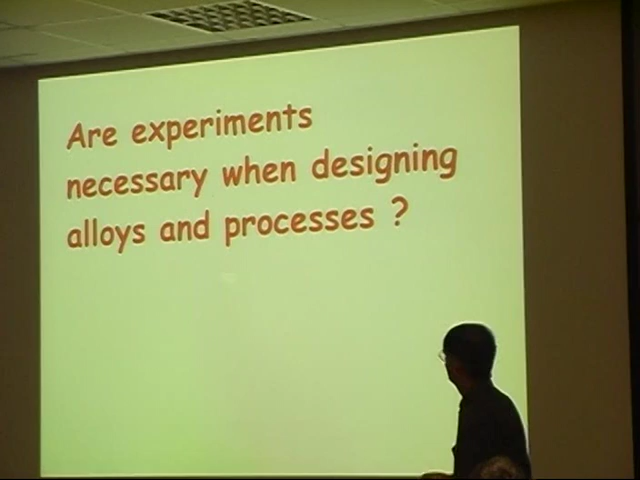 Are experiments
necessary when designing
alloys and processes ?